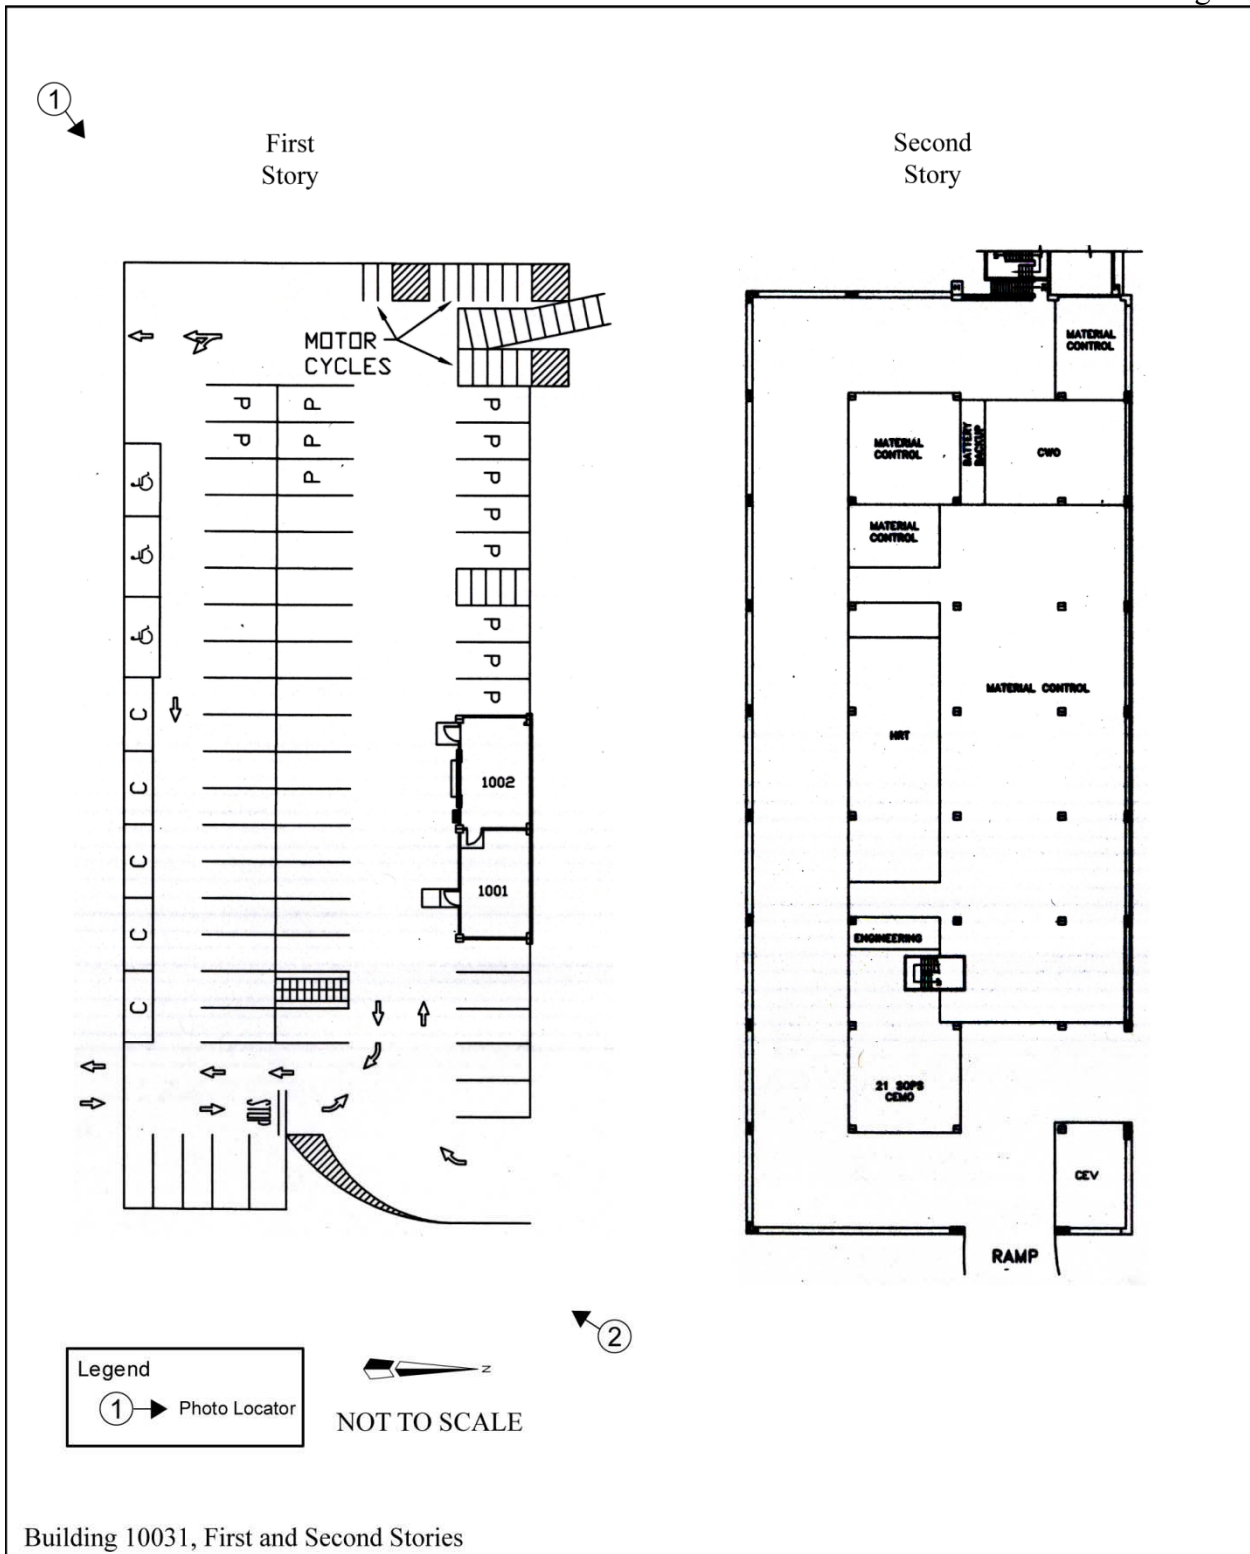 g
1
First
Story
Second
Story
MOTOR
CYCLES
P
P
P
P
P
P
P
P
P
P
P
P
P
C
C
C
C
C
1002
1001
STOP
MATERIAL
CONTROL
MATERIAL
CONTROL
BATTERY
BACKUP
CWO
MATERIAL
CONTROL
MATERIAL CONTROL
HRT
ENGINEERING
21 SOPS
CEMO
CEV
RAMP
2
Legend
1 Photo Locator
N
NOT TO SCALE
Building 10031, First and Second Stories